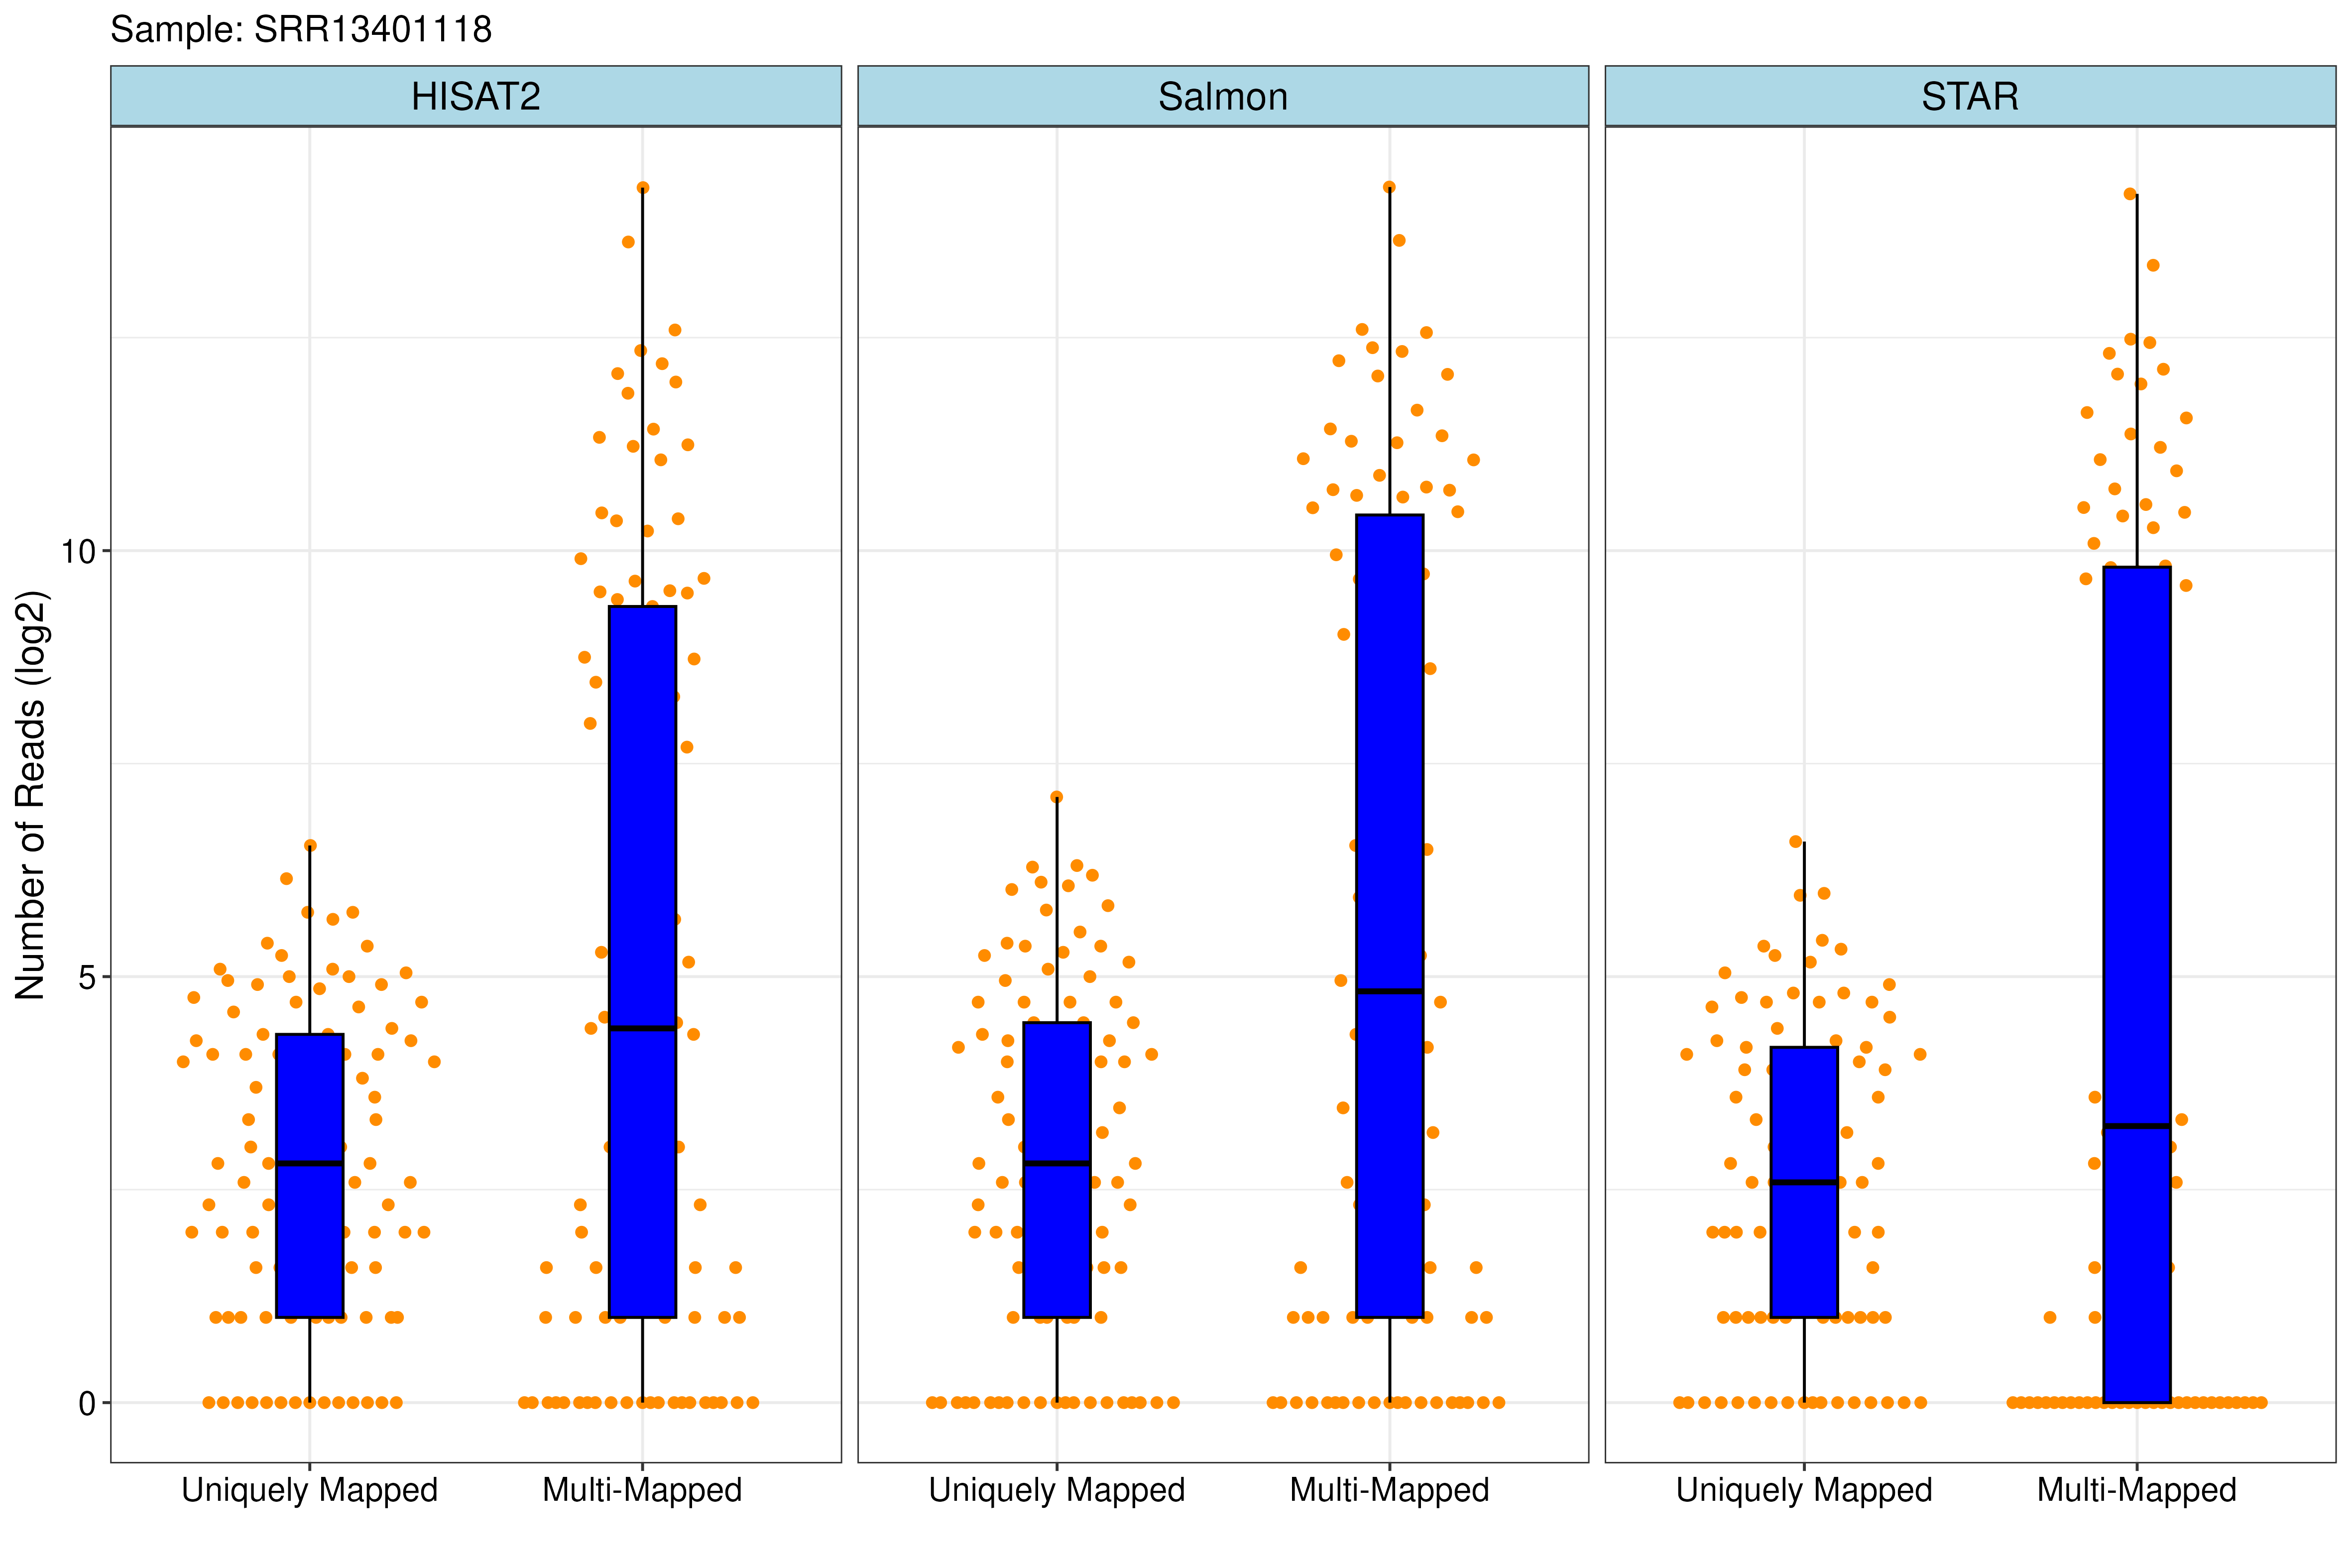 Sample: SRR13401118
HISAT2
Salmon
STAR
Number of Reads (log2)
10
5
0
Uniquely Mapped
Multi-Mapped
Uniquely Mapped
Multi-Mapped
Uniquely Mapped
Multi-Mapped